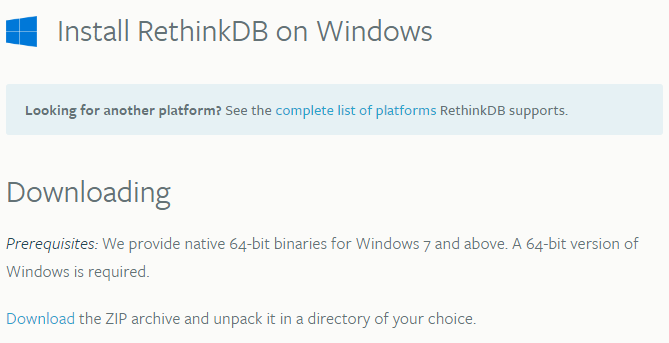 Install RethinkDB on Windows
Looking for another platform? See the complete list of platforms RethinkDB supports.
Downloading
Prerequisites: We provide native 64-bit binaries for Windows 7 and above. A 64-bit version of
Windows is required.
Download the ZIP archive and unpack it in a directory of your choice.